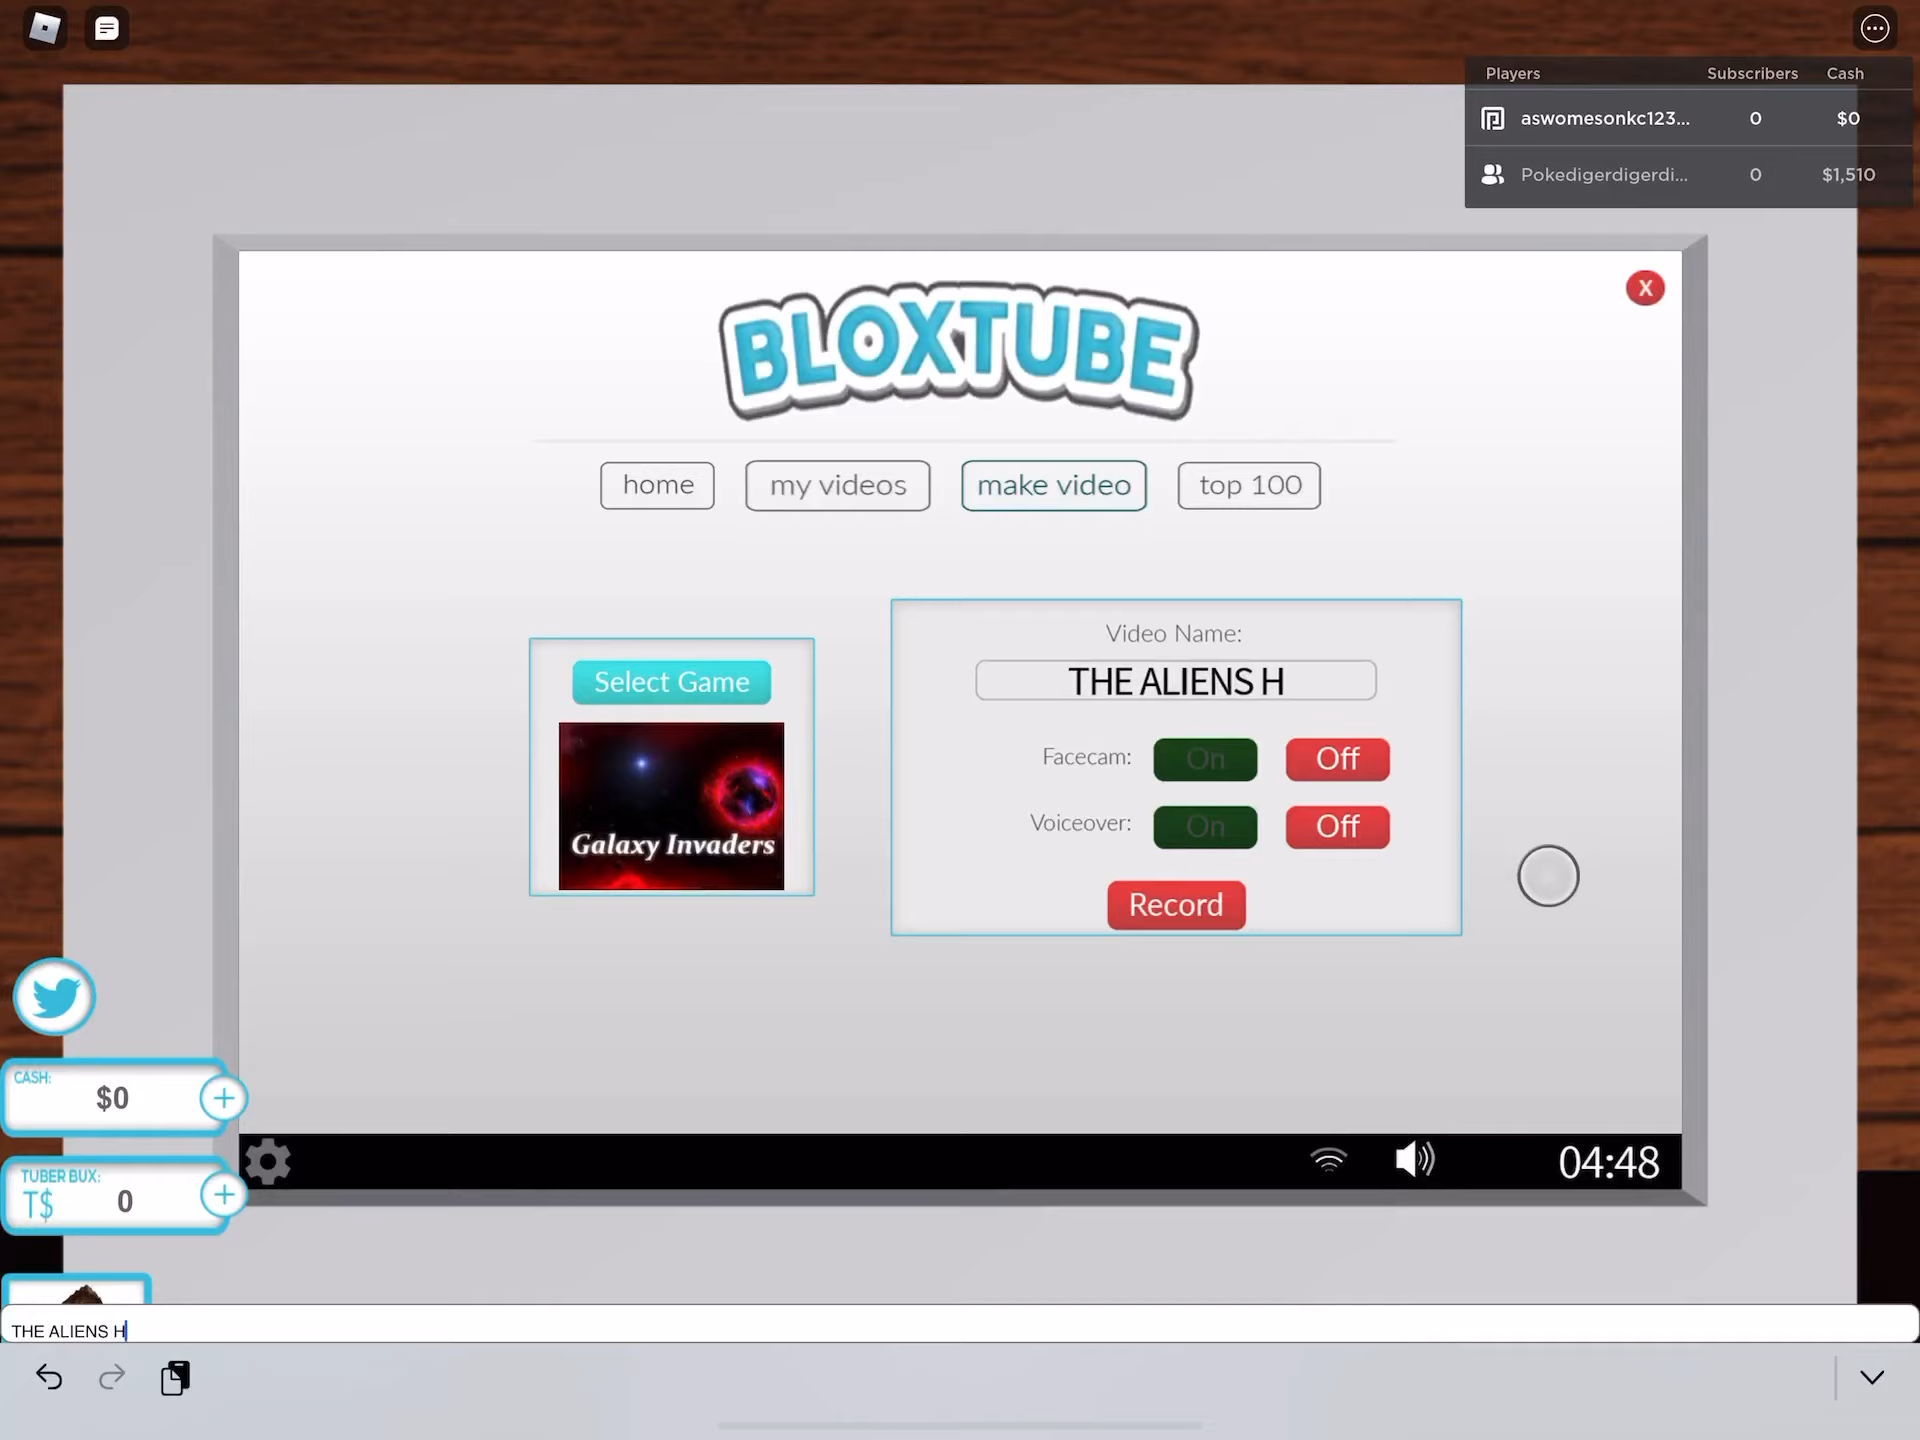 Players Subscribers Cash
aswomesonkc123... 0 $0
Pokedigerdigerdi... 0 $1,510
X
BLOXTUBE
home my videos make video top 100
Video Name:
Select Game
THE ALIENS H
Facecam: On Off
Voiceover: On Off
Galaxy Invaders
Record
CASH:
$0
04:48
TUBER BUX:
T$ 0
THE ALIENS H